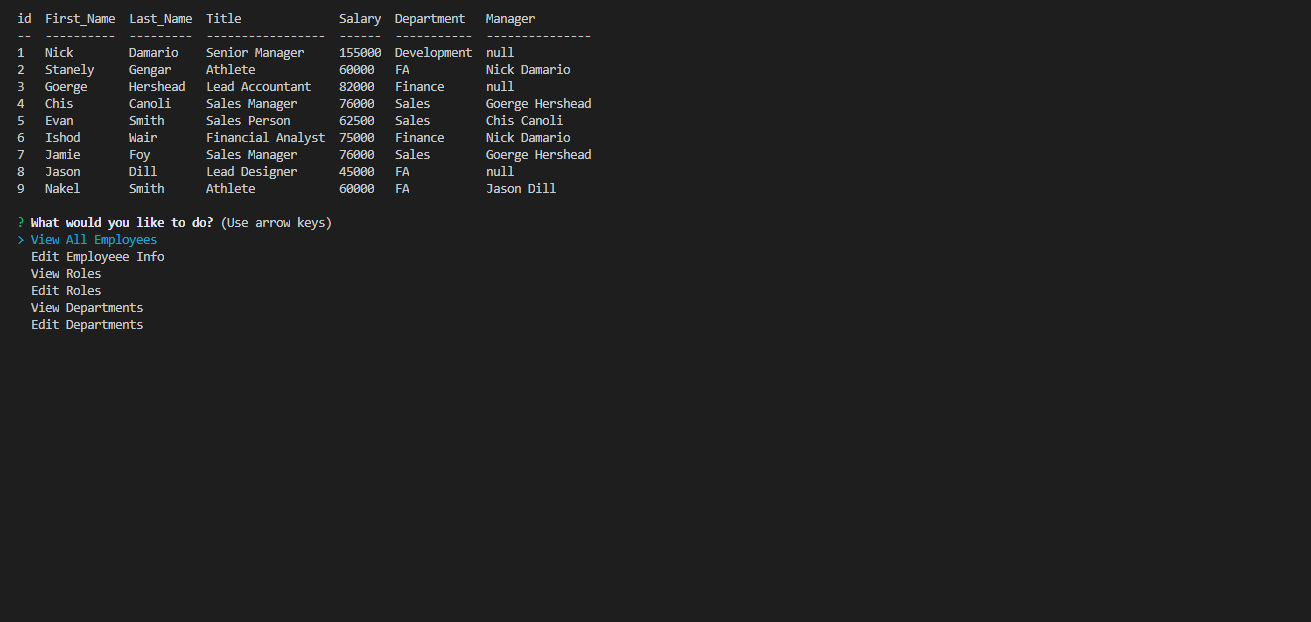 id  First_Name  Last_Name  Title              Salary  Department   Manager
--  ----------  ---------  -----------------  ------  -----------  ---------------
1   Nick        Damario    Senior Manager     155000  Development  null
2   Stanely     Gengar     Athlete            60000   FA           Nick Damario
3   Goerge      Hershead   Lead Accountant    82000   Finance      null
4   Chis        Canoli     Sales Manager      76000   Sales        Goerge Hershead
5   Evan        Smith      Sales Person       62500   Sales        Chis Canoli
6   Ishod       Wair       Financial Analyst  75000   Finance      Nick Damario
7   Jamie       Foy        Sales Manager      76000   Sales        Goerge Hershead
8   Jason       Dill       Lead Designer      45000   FA           null
9   Nakel       Smith      Athlete            60000   FA           Jason Dill
? What would you like to do? (Use arrow keys)
> View All Employees
Edit Employeee Info
View Roles
Edit Roles
View Departments
Edit Departments